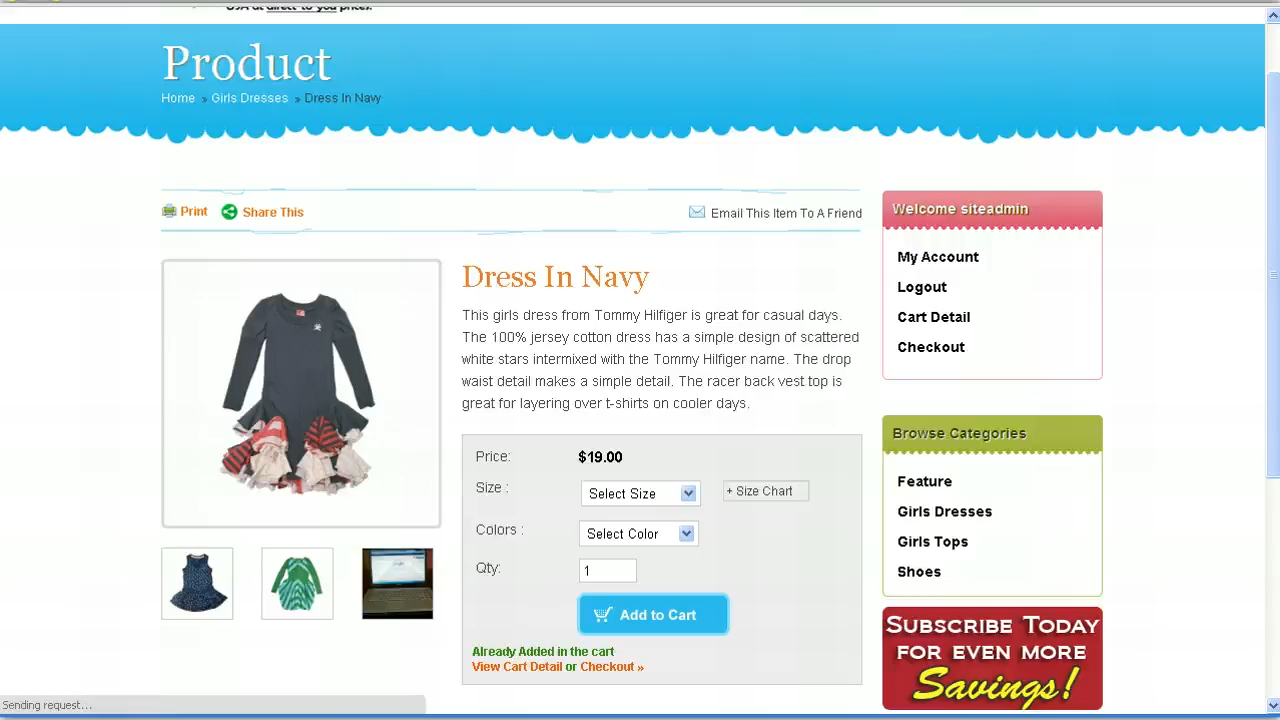 USA at direct-to you prices.
Product
Home » Girls Dresses » Dress In Navy
Print
Share This
Email This Item To A Friend
Dress In Navy
This girls dress from Tommy Hilfiger is great for casual days.
The 100% jersey cotton dress has a simple design of scattered
white stars intermixed with the Tommy Hilfiger name. The drop
waist detail makes a simple detail. The racer back vest top is
great for layering over t-shirts on cooler days.
Price: $19.00
Size : Select Size + Size Chart
Colors : Select Color
Qty: 1
Add to Cart
Already Added in the cart
View Cart Detail or Checkout »
Welcome siteadmin
My Account
Logout
Cart Detail
Checkout
Browse Categories
Feature
Girls Dresses
Girls Tops
Shoes
SUBSCRIBE TODAY
FOR EVEN MORE
Savings!
Sending request...